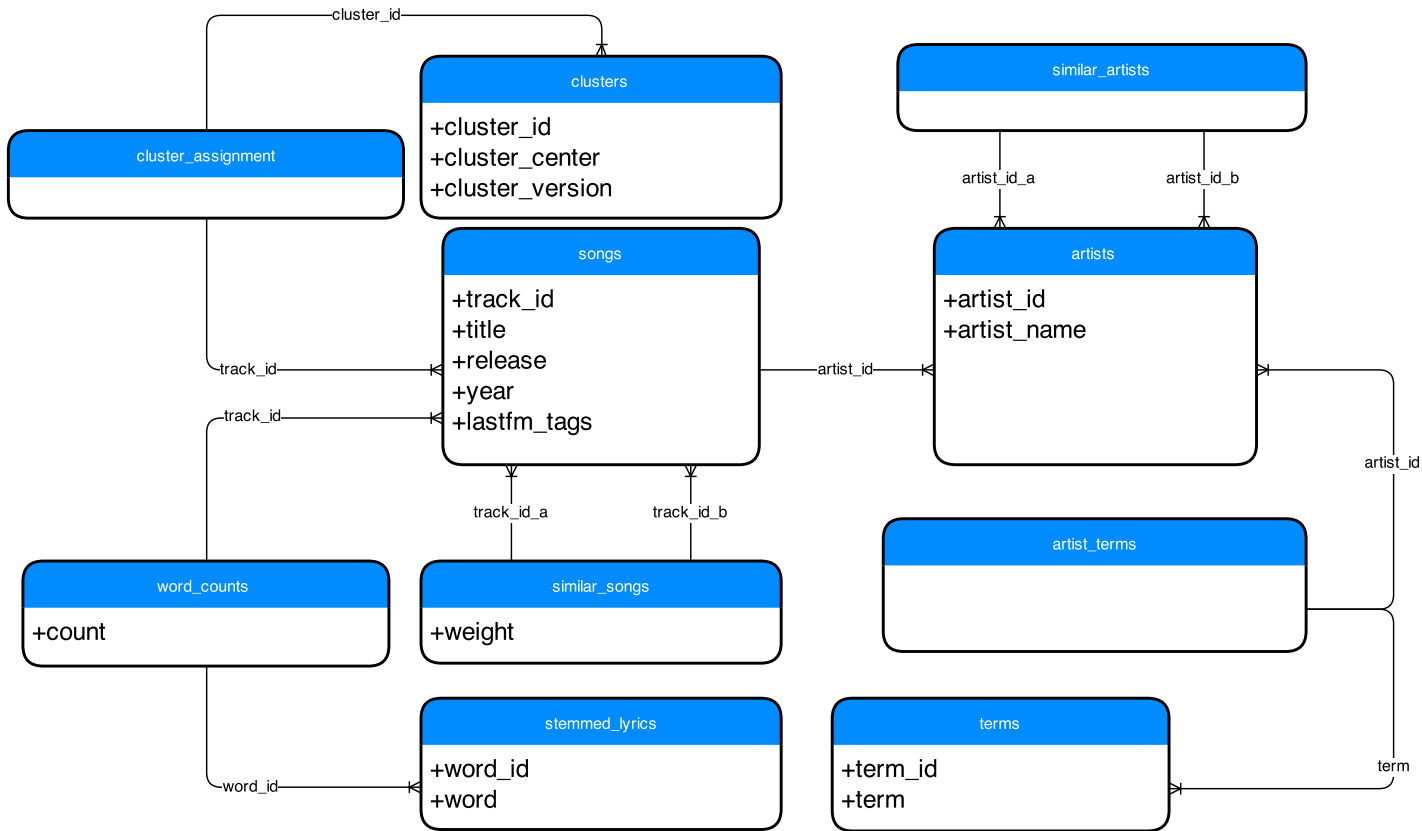 cluster_id
clusters
+cluster_id
+cluster_center
+cluster_version
similar_artists
cluster_assignment
artist_id_a
artist_id_b
songs
+track_id
+title
+release
+year
+lastfm_tags
artists
+artist_id
+artist_name
track_id
artist_id
track_id
artist_id
track_id_a
track_id_b
artist_terms
word_counts
+count
similar_songs
+weight
stemmed_lyrics
+word_id
+word
terms
+term_id
+term
term
word_id